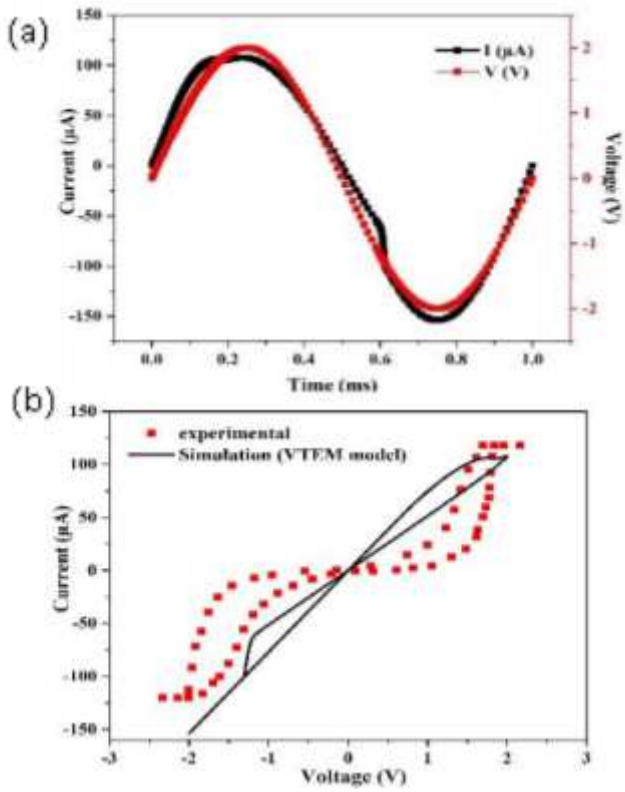 (a)
I (µA)
V (V)
Current (µA)
150
100
50
0
-50
-100
-150
2
1
0
-1
-2
Voltage (V)
0.0 0.2 0.4 0.6 0.8 1.0
Time (ms)
(b)
experimental
Simulation (VTEM model)
Current (µA)
100
50
0
-50
-100
-150
-3 -2 -1 0 1 2 3
Voltage (V)